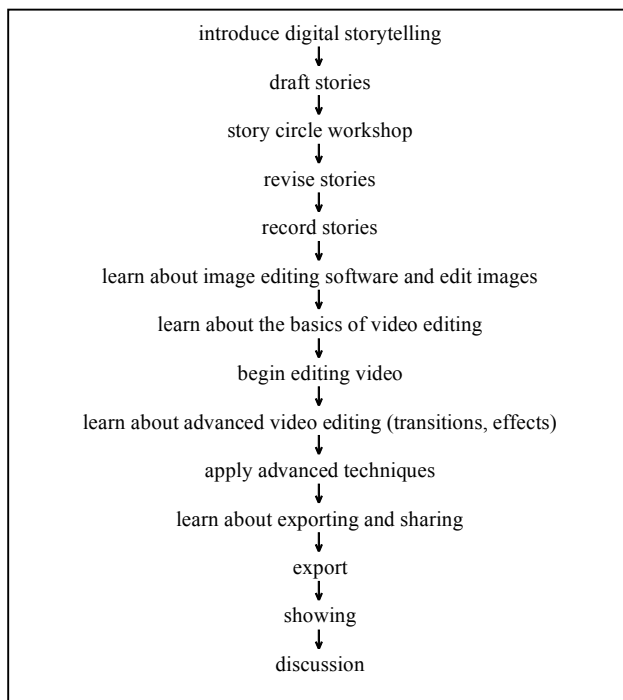 introduce digital storytelling
draft stories
story circle workshop
revise stories
record stories
learn about image editing software and edit images
learn about the basics of video editing
begin editing video
learn about advanced video editing (transitions, effects)
apply advanced techniques
learn about exporting and sharing
export
showing
discussion